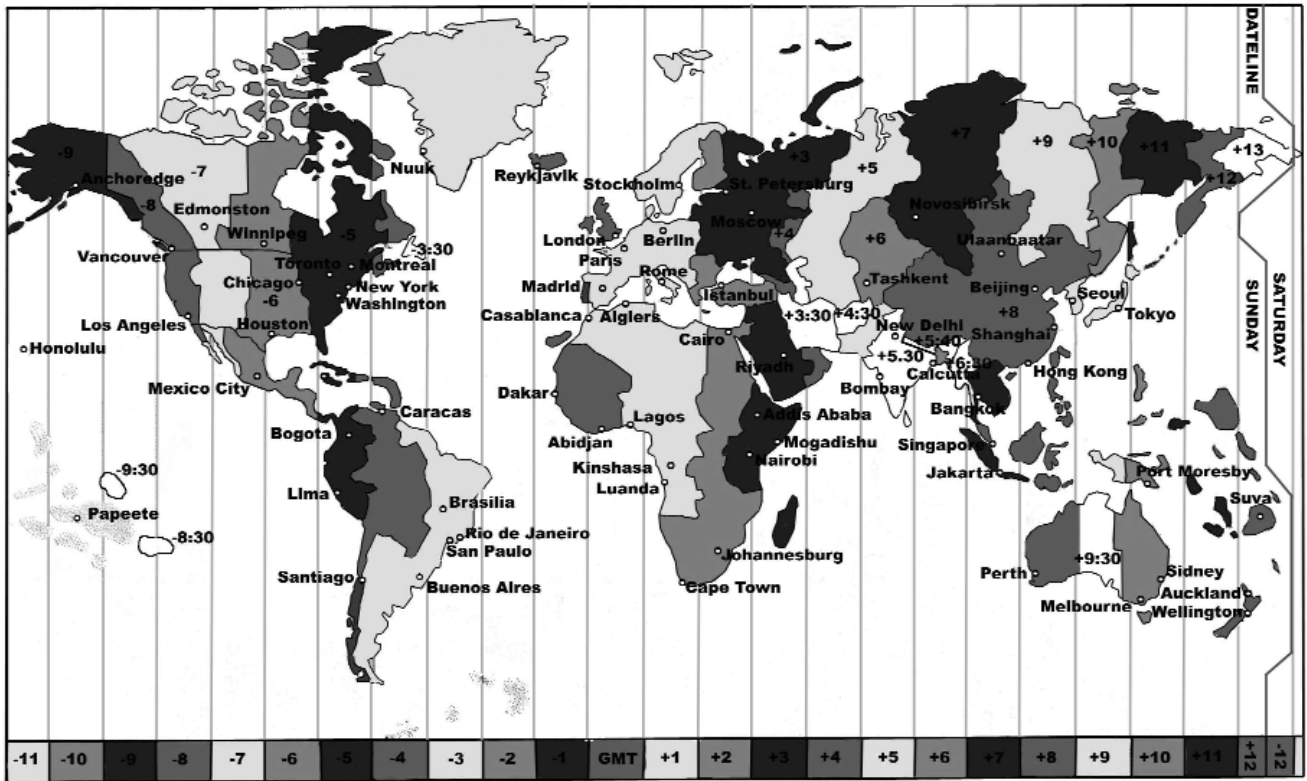 DATELINE
SUNDAY
SATURDAY
-9
Anchoredge
-8
-7
Edmonston
Winnipeg
Vancouver
-5
Toronto
Montreal
-3:30
Chicago
New York
-6
Washington
Los Angeles
Houston
Honolulu
Mexico City
Nuuk
Reykjavik
Caracas
Bogota
Lima
Brasilia
Rio de Janeiro
San Paulo
Santiago
Buenos Aires
-9:30
Papeete
-8:30
Stockholm
St. Petersburg
+3
Moscow
London
Berlin
Paris
+4
Madrid
Rome
Istanbul
Casablanca
Algiers
Cairo
Riyadh
Dakar
Lagos
Abidjan
Addis Ababa
Mogadishu
Kinshasa
Nairobi
Luanda
Johannesburg
Cape Town
+5
+7
+9
+10
+11
+13
+12
Novosibirsk
+6
Ulaanbaatar
Tashkent
Beijing
Seoul
+3:30
+4:30
+8
Tokyo
New Delhi
Shanghai
+5:40
+5.30
+6:30
Calcutta
Hong Kong
Bombay
Bangkok
Singapore
Jakarta
Port Moresby
Suva
Perth
+9:30
Sidney
Melbourne
Auckland
Wellington
-11 -10 -9 -8 -7 -6 -5 -4 -3 -2 -1 GMT +1 +2 +3 +4 +5 +6 +7 +8 +9 +10 +11 +12 -12